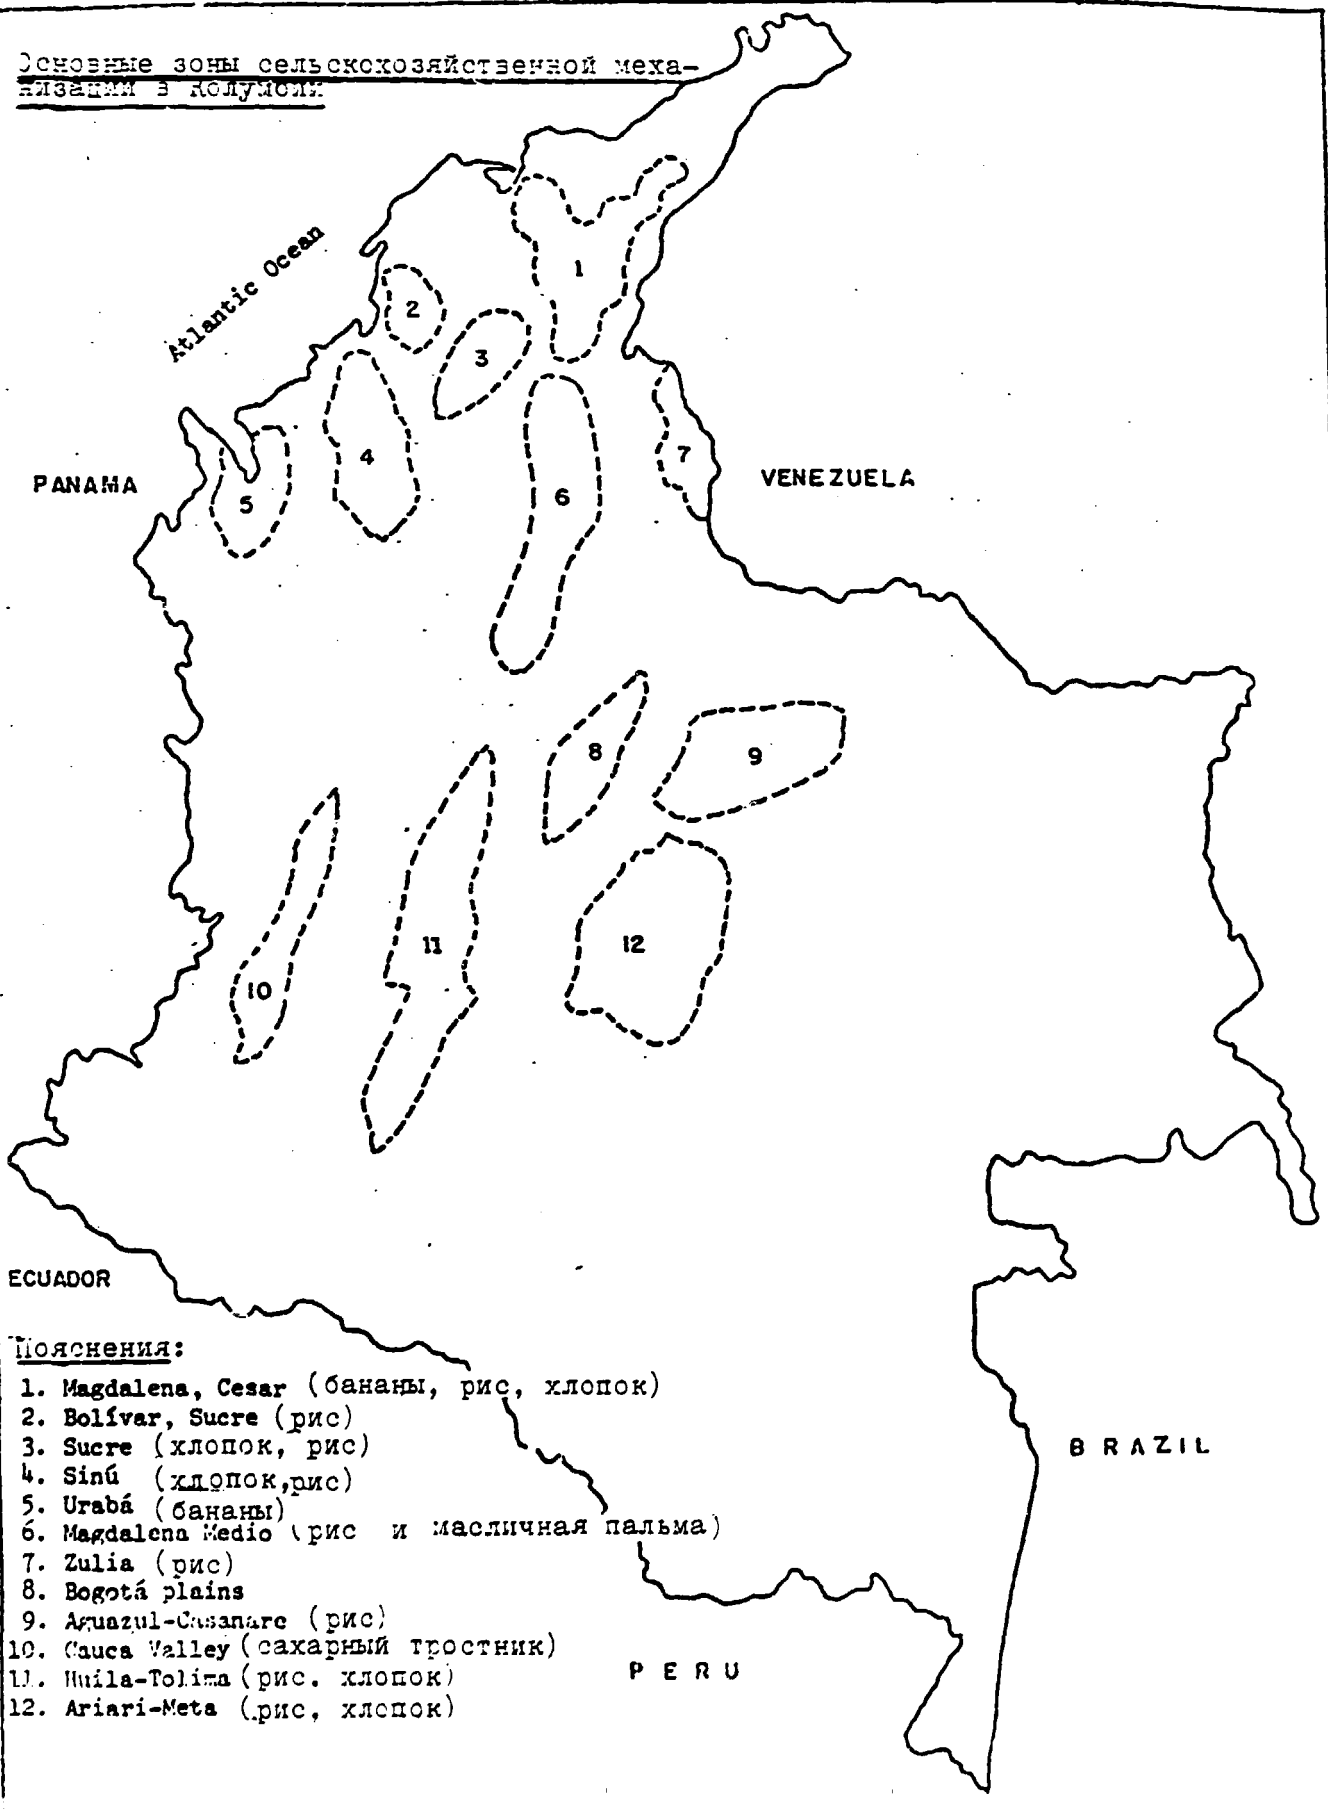 Основные зоны сельскохозяйственной меха-
низации в Колумбии
Atlantic Ocean
1
2
3
4
5
6
7
PANAMA
VENEZUELA
8
9
10
11
12
ECUADOR
Пояснения:
1. Magdalena, Cesar (бананы, рис, хлопок)
2. Bolívar, Sucre (рис)
3. Sucre (хлопок, рис)
4. Sinú (хлопок,рис)
5. Urabá (бананы)
6. Magdalena Medio (рис и масличная пальма)
7. Zulia (рис)
8. Bogotá plains
9. Aguazul-Casanare (рис)
10. Cauca Valley (сахарный тростник)
11. Huila-Tolima (рис, хлопок)
12. Ariari-Meta (рис, хлопок)
BRAZIL
PERU